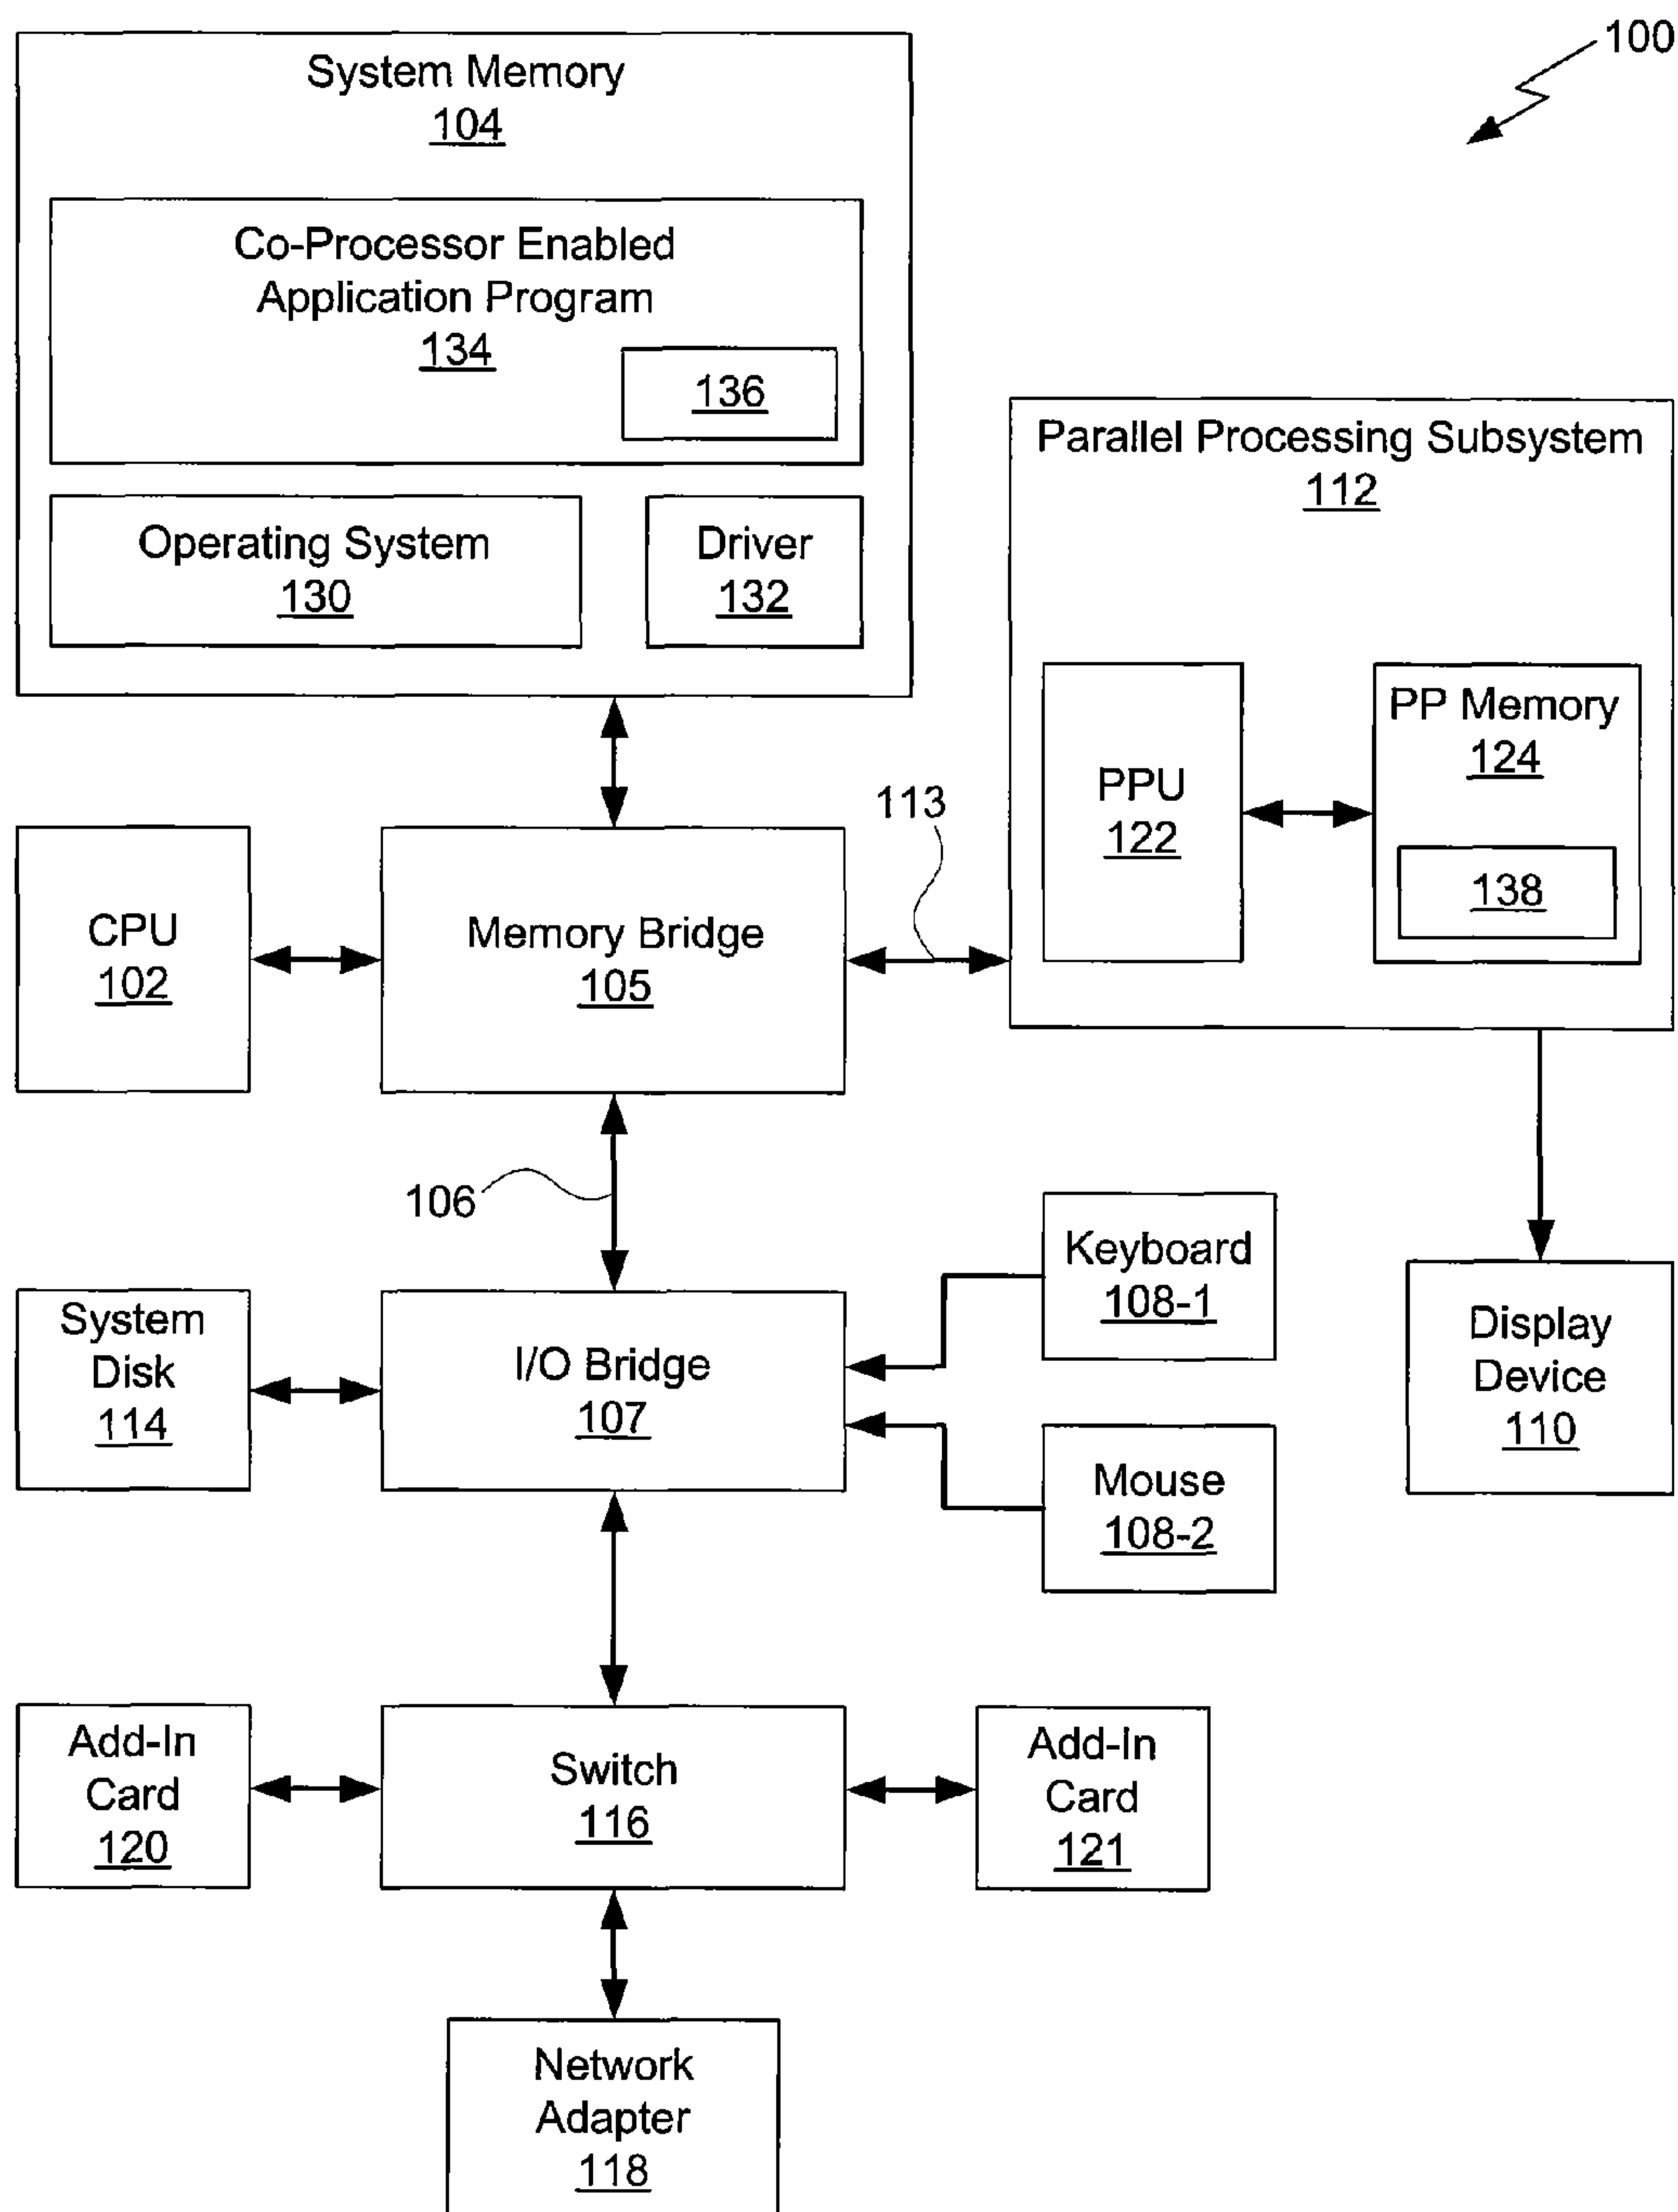 100
System Memory
104
Co-Processor Enabled
Application Program
134
136
Operating System
130
Driver
132
Parallel Processing Subsystem
112
PPU
122
PP Memory
124
138
113
CPU
102
Memory Bridge
105
106
Keyboard
108-1
System
Disk
114
I/O Bridge
107
Display
Device
110
Mouse
108-2
Add-In
Card
120
Switch
116
Add-In
Card
121
Network
Adapter
118